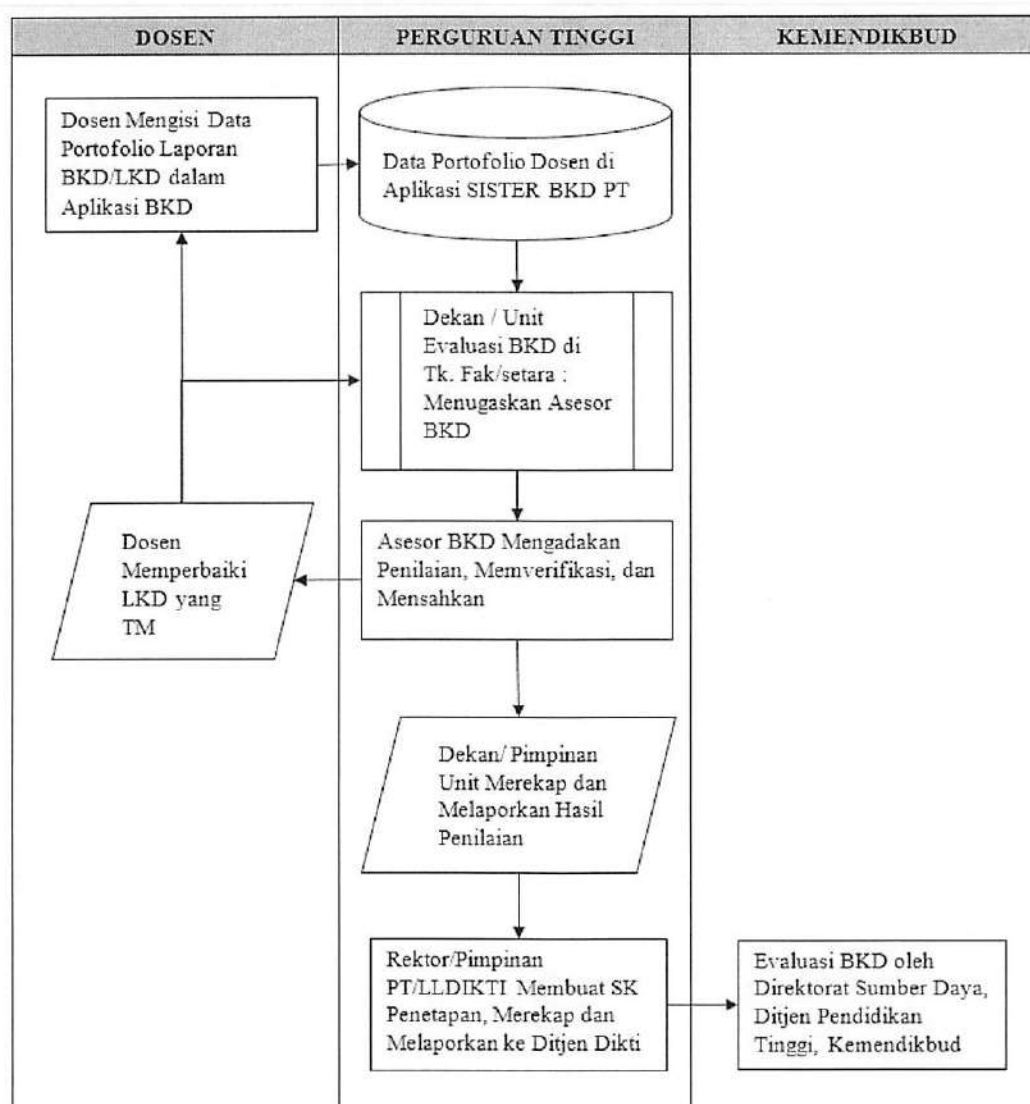 DOSEN
PERGURUAN TINGGI
KEMENDIKBUD
Dosen Mengisi Data
Portofolio Laporan
BKD/LKD dalam
Aplikasi BKD
Data Portofolio Dosen di
Aplikasi SISTER BKD PT
Dekan / Unit
Evaluasi BKD di
Tk. Fak/setara :
Menugaskan Asesor
BKD
Dosen
Memperbaiki
LKD yang
TM
Asesor BKD Mengadakan
Penilaian, Memverifikasi, dan
Mensahkan
Dekan/ Pimpinan
Unit Merekap dan
Melaporkan Hasil
Penilaian
Rektor/Pimpinan
PT/LLDIKTI Membuat SK
Penetapan, Merekap dan
Melaporkan ke Ditjen Dikti
Evaluasi BKD oleh
Direktorat Sumber Daya,
Ditjen Pendidikan
Tinggi, Kemendikbud